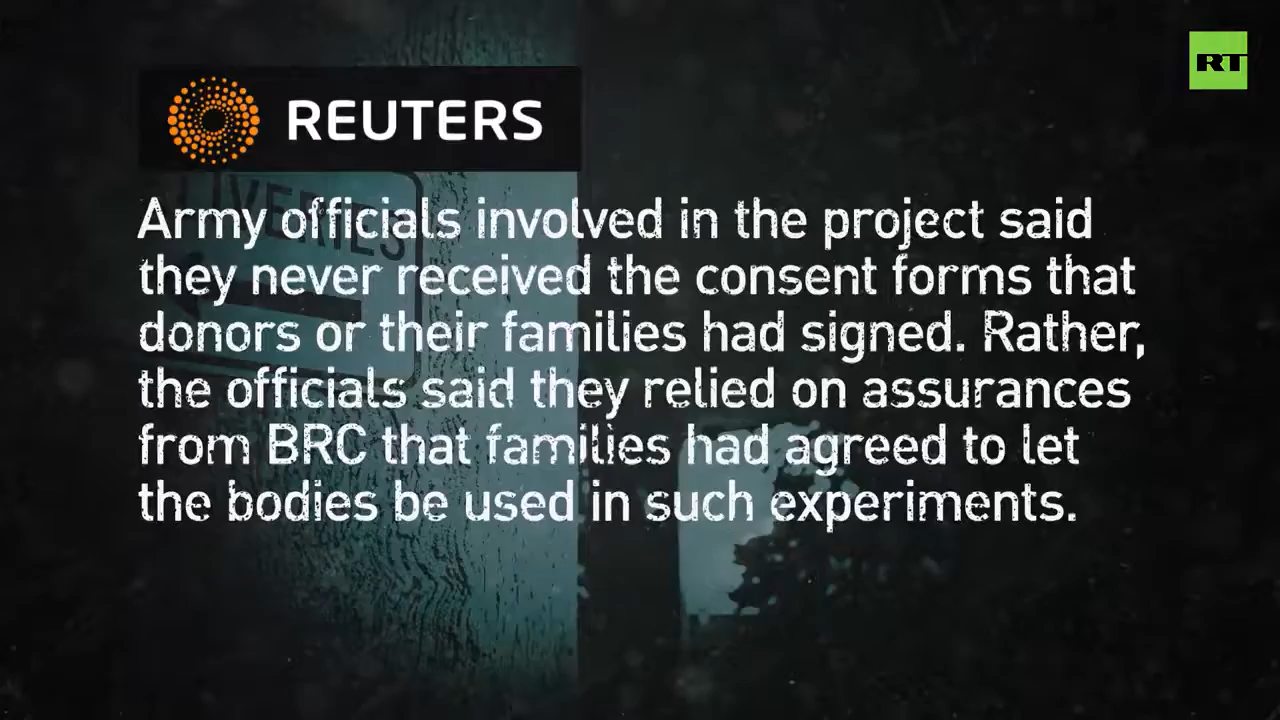 RT
REUTERS
LIVERIES
Army officials involved in the project said
they never received the consent forms that
donors or their families had signed. Rather,
the officials said they relied on assurances
from BRC that families had agreed to let
the bodies be used in such experiments.